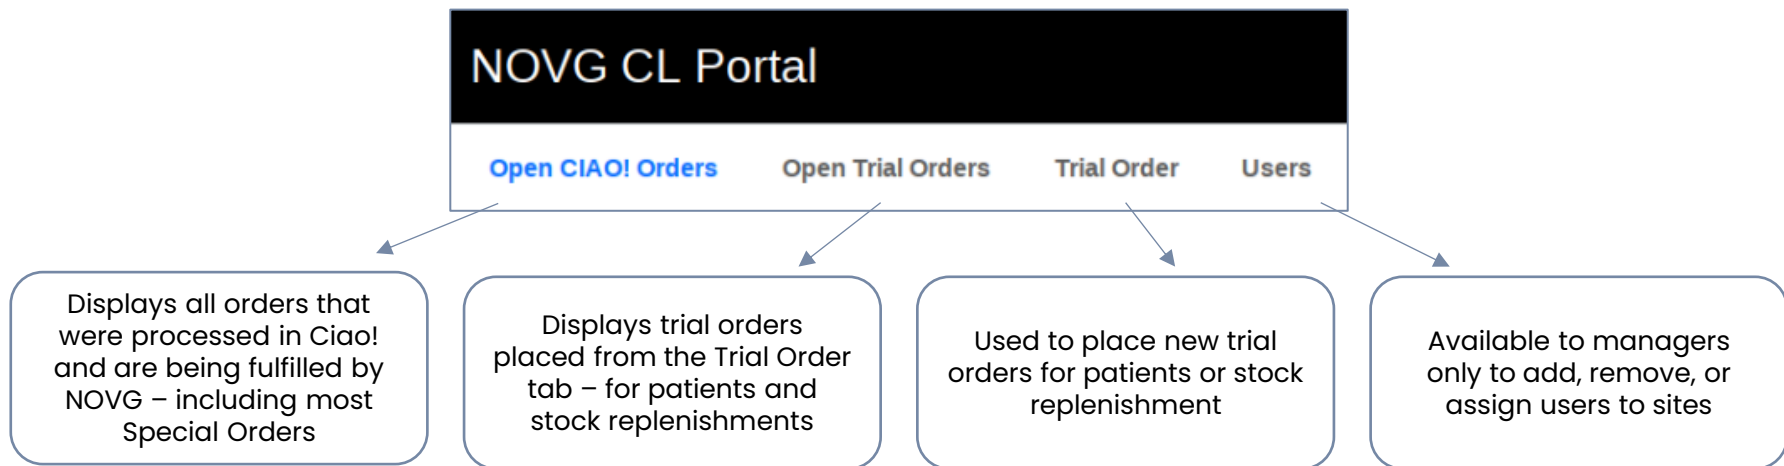 NOVG CL Portal
Open CIAO! Orders
Open Trial Orders
Trial Order
Users
Displays all orders that
were processed in Ciao!
and are being fulfilled by
NOVG – including most
Special Orders
Displays trial orders
placed from the Trial Order
tab – for patients and
stock replenishments
Used to place new trial
orders for patients or stock
replenishment
Available to managers
only to add, remove, or
assign users to sites